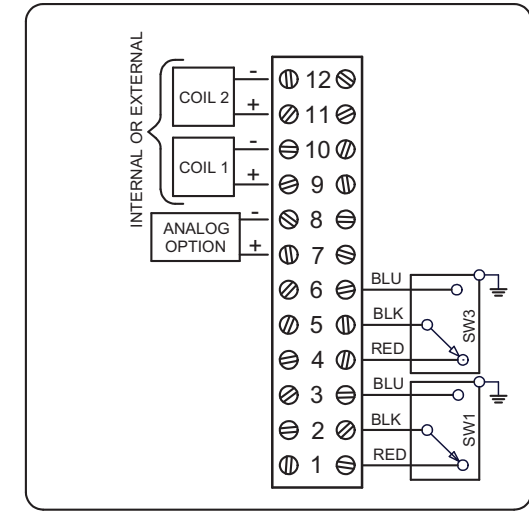 INTERNAL OR EXTERNAL
COIL 2
-
+
COIL 1
-
+
ANALOG
OPTION
-
+
12
11
10
9
8
7
6
5
4
3
2
1
BLU
BLK
RED
SW3
BLU
BLK
RED
SW1